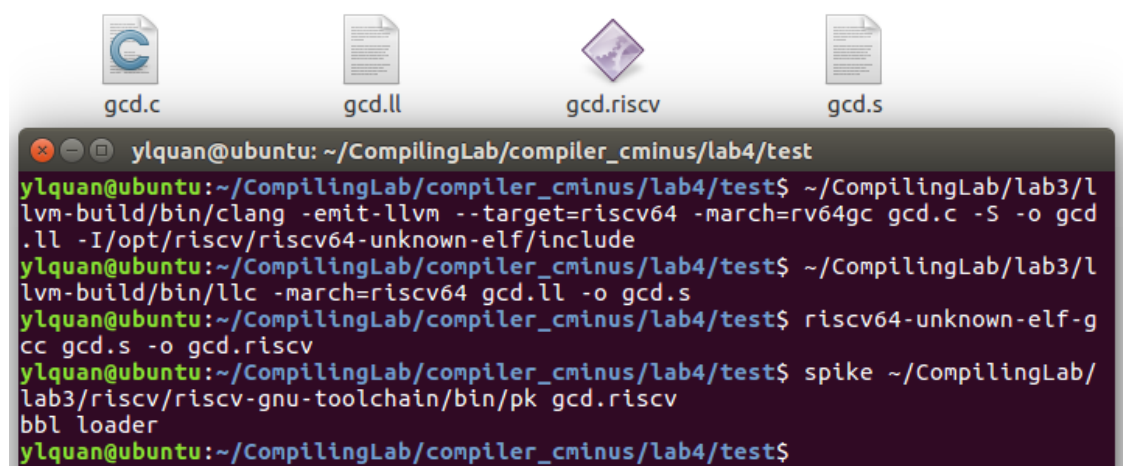 gcd.c gcd.ll gcd.riscv gcd.s
ylquan@ubuntu: ~/CompilingLab/compiler_cminus/lab4/test
ylquan@ubuntu:~/CompilingLab/compiler_cminus/lab4/test$ ~/CompilingLab/lab3/l
lvm-build/bin/clang -emit-llvm --target=riscv64 -march=rv64gc gcd.c -S -o gcd
.ll -I/opt/riscv/riscv64-unknown-elf/include
ylquan@ubuntu:~/CompilingLab/compiler_cminus/lab4/test$ ~/CompilingLab/lab3/l
lvm-build/bin/llc -march=riscv64 gcd.ll -o gcd.s
ylquan@ubuntu:~/CompilingLab/compiler_cminus/lab4/test$ riscv64-unknown-elf-g
cc gcd.s -o gcd.riscv
ylquan@ubuntu:~/CompilingLab/compiler_cminus/lab4/test$ spike ~/CompilingLab/
lab3/riscv/riscv-gnu-toolchain/bin/pk gcd.riscv
bbl loader
ylquan@ubuntu:~/CompilingLab/compiler_cminus/lab4/test$